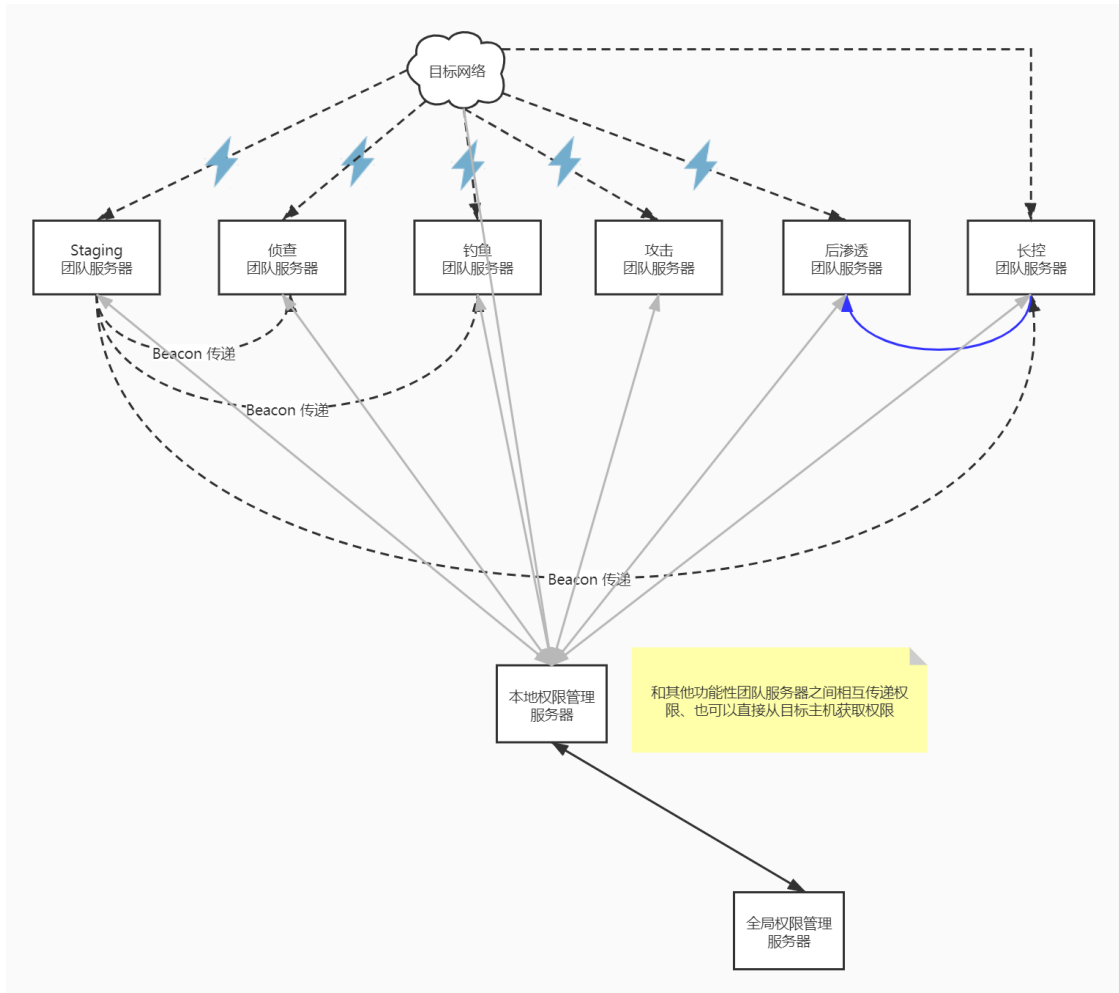 目标网络
Staging
团队服务器
侦查
团队服务器
钓鱼
团队服务器
攻击
团队服务器
后渗透
团队服务器
长控
团队服务器
Beacon 传递
Beacon 传递
Beacon 传递
本地权限管理
服务器
和其他功能性团队服务器之间相互传递权
限、也可以直接从目标主机获取权限
全局权限管理
服务器